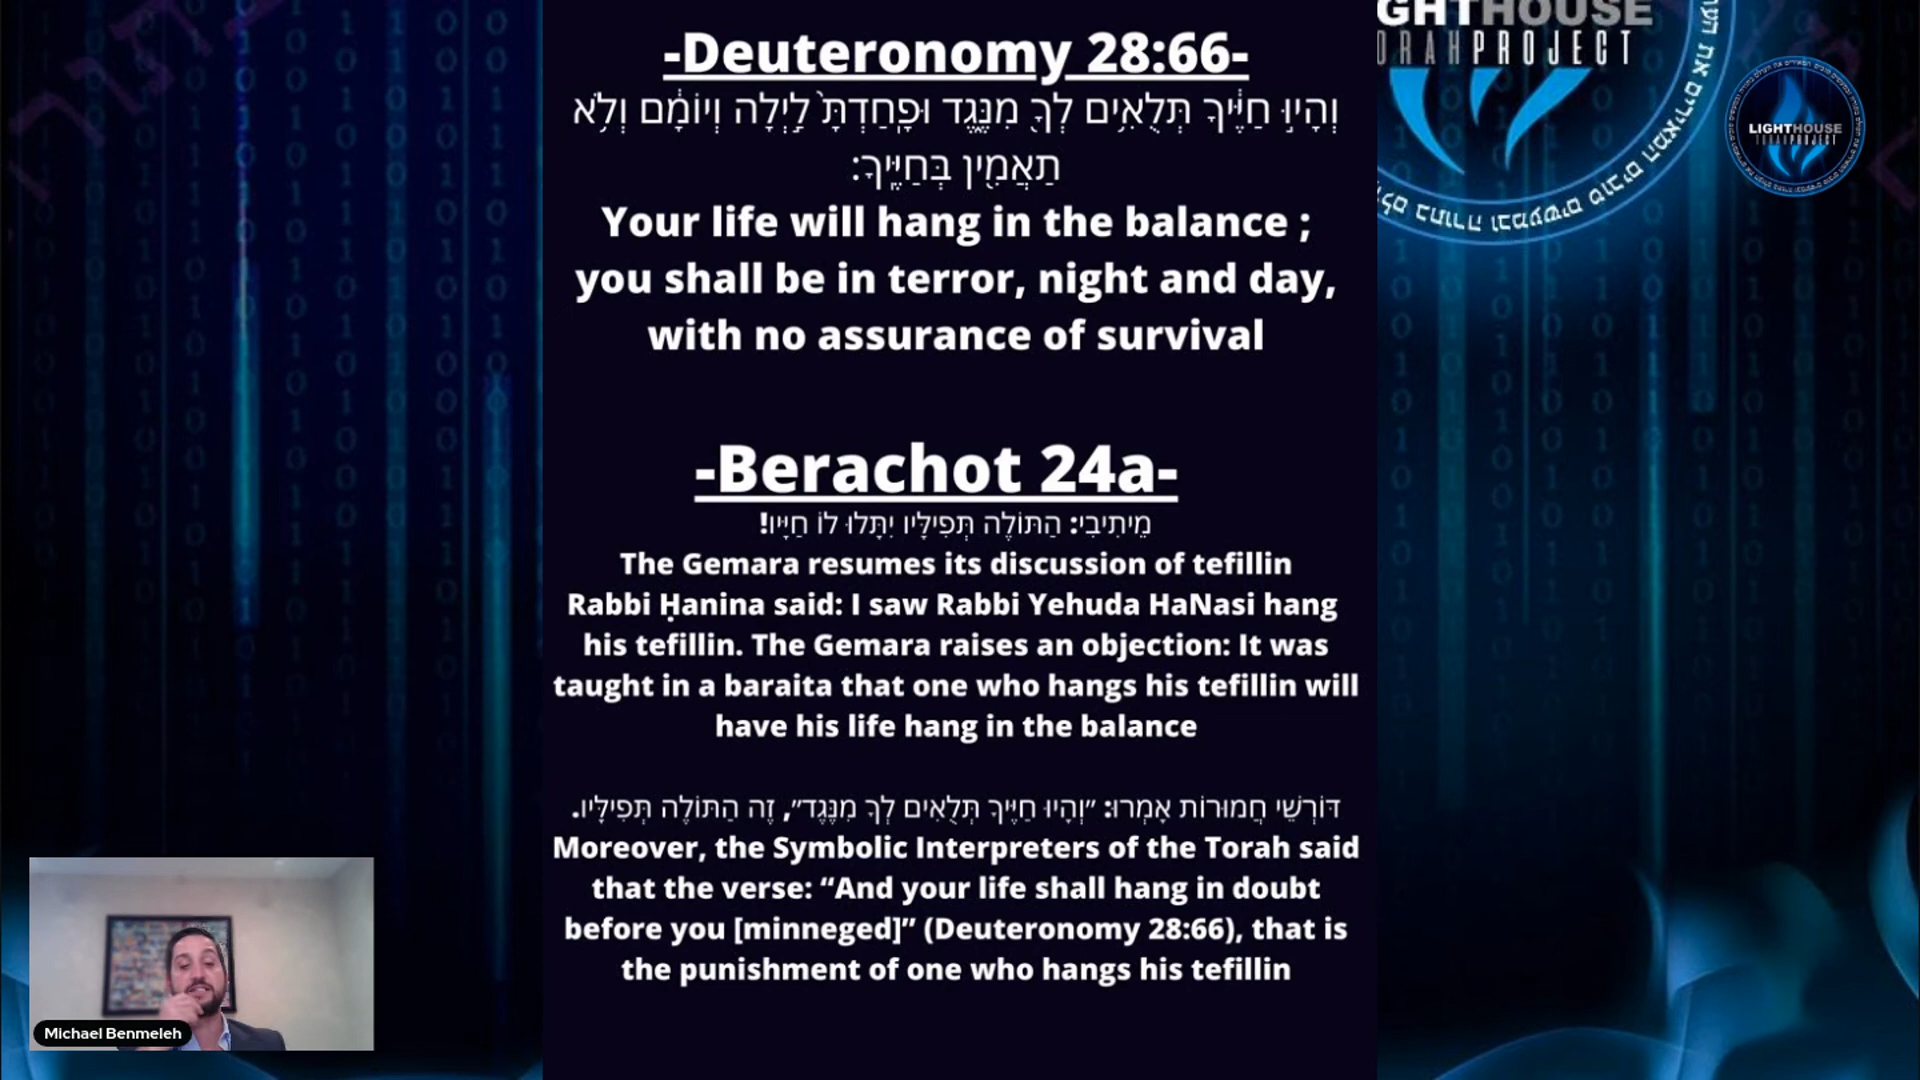 -Deuteronomy 28:66-
וְהָי֣וּ חַיֶּ֔יךָ תְּלֻאִ֥ים לְךָ֖ מִנֶּ֑גֶד וּפָֽחַדְתָּ֙ לַ֣יְלָה וְיוֹמָ֔ם וְלֹ֥א
תַאֲמִ֖ין בְּחַיֶּֽיךָ׃
Your life will hang in the balance ;
you shall be in terror, night and day,
with no assurance of survival
-Berachot 24a-
מֵיתִיבִי: הַתּוֹלֶה תְּפִילָּיו יִתָּלוּ לוֹ חַיָּיו!
The Gemara resumes its discussion of tefillin
Rabbi Ḥanina said: I saw Rabbi Yehuda HaNasi hang
his tefillin. The Gemara raises an objection: It was
taught in a baraita that one who hangs his tefillin will
have his life hang in the balance
דּוֹרְשֵׁי חֲמוּרוֹת אָמְרוּ: ״וְהָיוּ חַיֶּיךָ תְּלֻאִים לְךָ מִנֶּגֶד״, זֶה הַתּוֹלֶה תְּפִילָּיו.
Moreover, the Symbolic Interpreters of the Torah said
that the verse: “And your life shall hang in doubt
before you [minneged]” (Deuteronomy 28:66), that is
the punishment of one who hangs his tefillin
GHTHOUSE
ORAHPROJECT
LIGHTHOUSE
TORAHPROJECT
Michael Benmeleh